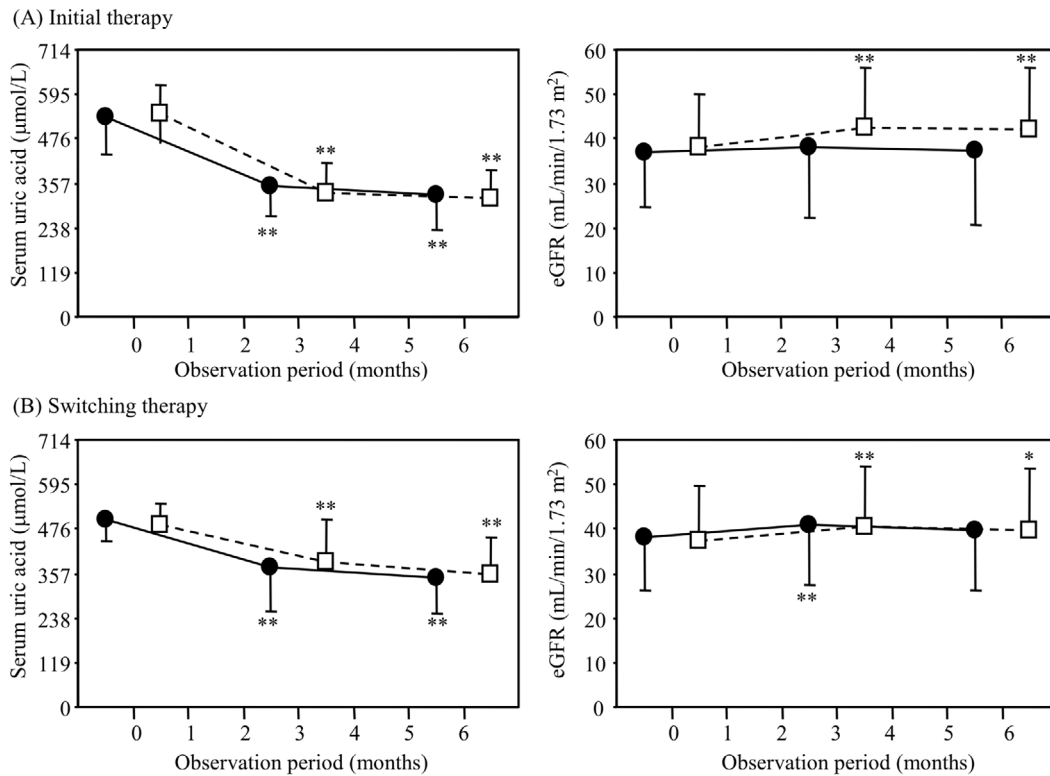 (A) Initial therapy
Serum uric acid (μmol/L)
714
595
476
357
238
119
0
** ** ** **
0 1 2 3 4 5 6
Observation period (months)
eGFR (mL/min/1.73 m²)
60
50
40
30
20
10
0
** **
0 1 2 3 4 5 6
Observation period (months)
(B) Switching therapy
Serum uric acid (μmol/L)
714
595
476
357
238
119
0
** ** ** **
0 1 2 3 4 5 6
Observation period (months)
eGFR (mL/min/1.73 m²)
60
50
40
30
20
10
0
** ** *
0 1 2 3 4 5 6
Observation period (months)